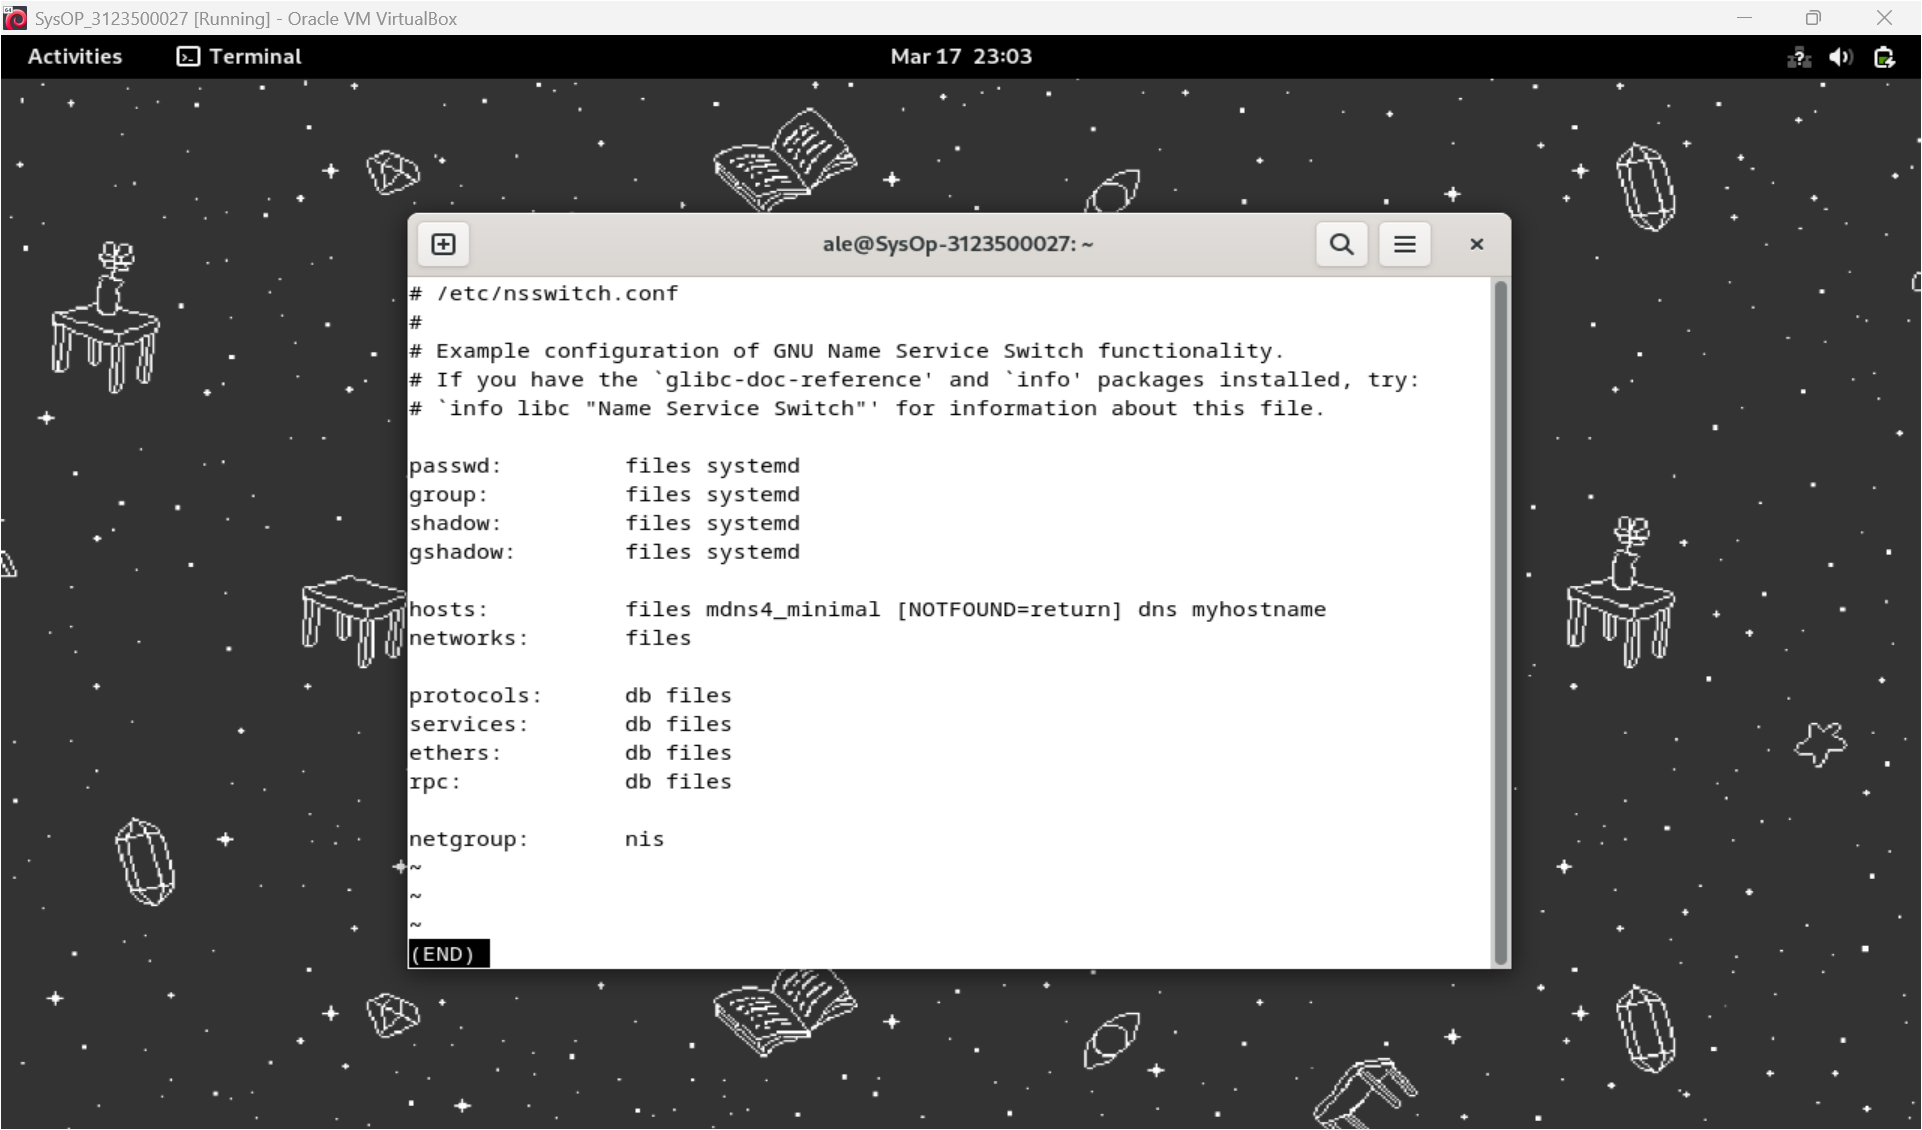 SysOP_3123500027 [Running] - Oracle VM VirtualBox
Activities Terminal Mar 17 23:03
ale@SysOp-3123500027: ~
# /etc/nsswitch.conf
#
# Example configuration of GNU Name Service Switch functionality.
# If you have the `glibc-doc-reference' and `info' packages installed, try:
# `info libc "Name Service Switch"' for information about this file.
passwd: files systemd
group: files systemd
shadow: files systemd
gshadow: files systemd
hosts: files mdns4_minimal [NOTFOUND=return] dns myhostname
networks: files
protocols: db files
services: db files
ethers: db files
rpc: db files
netgroup: nis
~
~
~
(END)